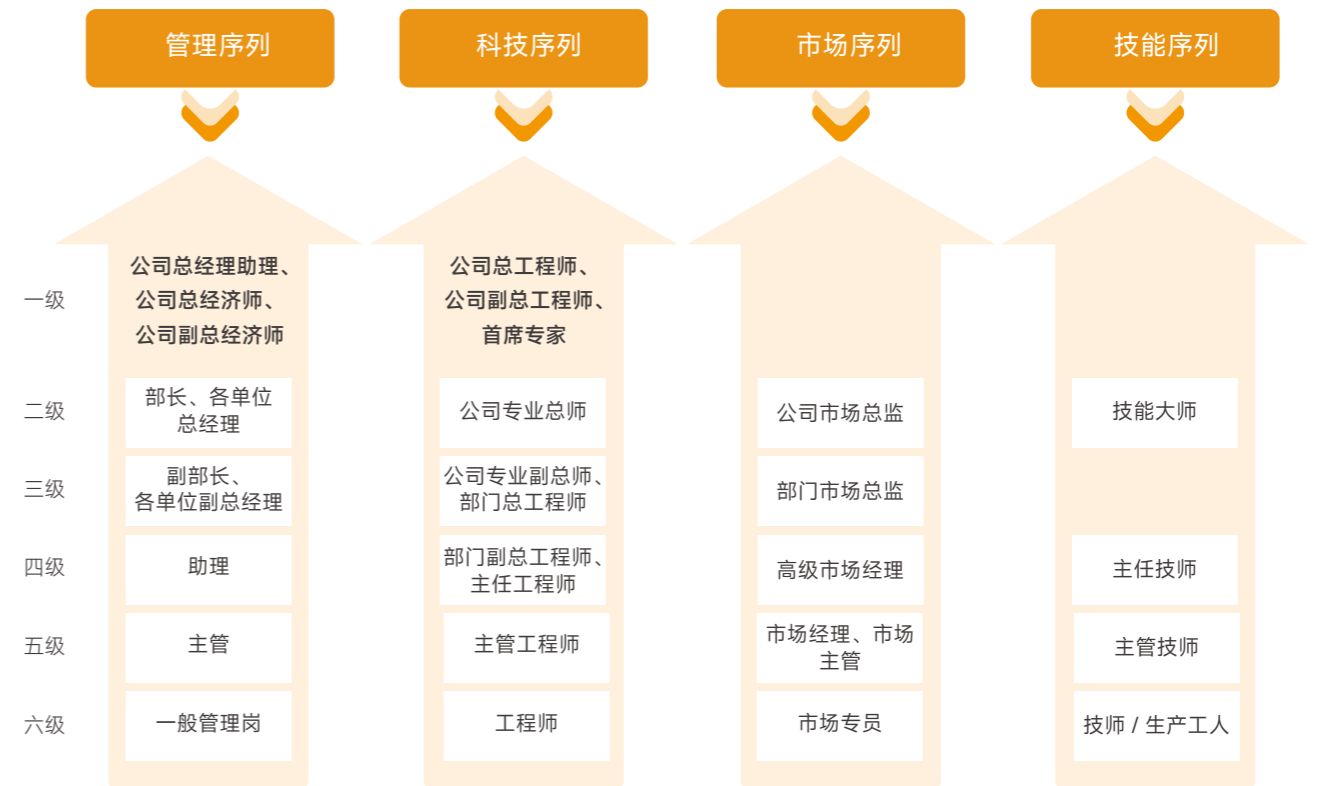 管理序列
科技序列
市场序列
技能序列
一级
公司总经理助理、
公司总经济师、
公司副总经济师
公司总工程师、
公司副总工程师、
首席专家
二级
部长、各单位
总经理
公司专业总师
公司市场总监
技能大师
三级
副部长、
各单位副总经理
公司专业副总师、
部门总工程师
部门市场总监
四级
助理
部门副总工程师、
主任工程师
高级市场经理
主任技师
五级
主管
主管工程师
市场经理、市场
主管
主管技师
六级
一般管理岗
工程师
市场专员
技师 / 生产工人